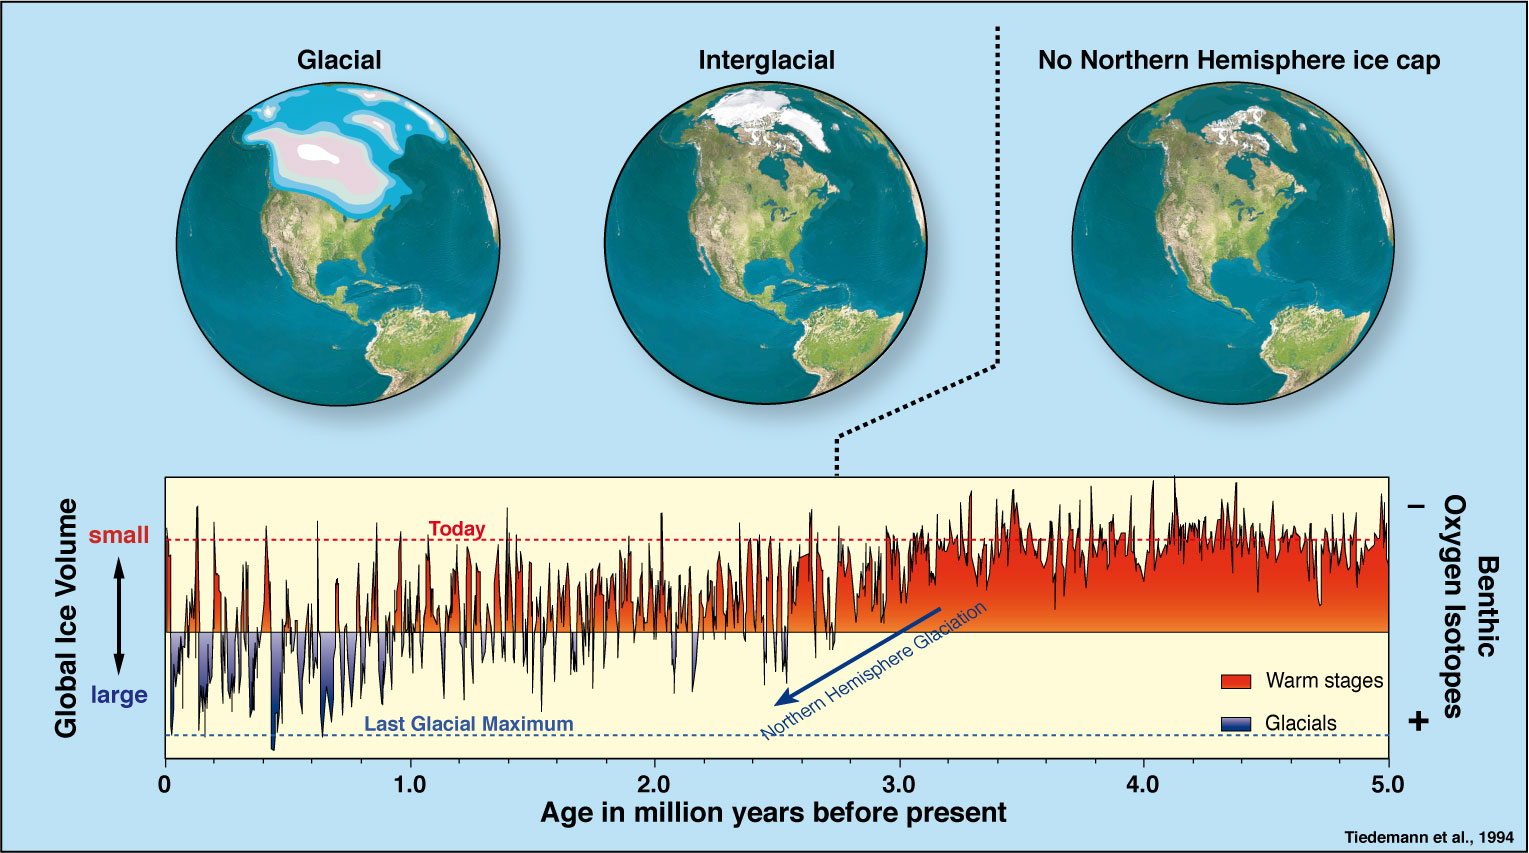 Glacial
Interglacial
No Northern Hemisphere ice cap
Global Ice Volume
small
large
Today
Last Glacial Maximum
Northern Hemisphere Glaciation
Warm stages
Glacials
–
+
Benthic
Oxygen Isotopes
0 1.0 2.0 3.0 4.0 5.0
Age in million years before present
Tiedemann et al., 1994